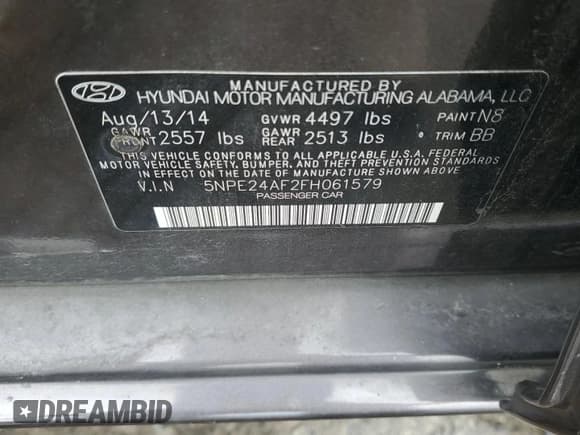 MANUFACTURED BY
HYUNDAI MOTOR MANUFACTURING ALABAMA, LLC
Aug/13/14 GVWR 4497 lbs PAINT N8
GAWR FRONT 2557 lbs GAWR REAR 2513 lbs TRIM BB
THIS VEHICLE CONFORMS TO ALL APPLICABLE U.S.A. FEDERAL
MOTOR VEHICLE SAFETY, BUMPER, AND THEFT PREVENTION STANDARDS
IN EFFECT ON THE DATE OF MANUFACTURE SHOWN ABOVE
V.I.N 5NPE24AF2FH061579
PASSENGER CAR
DREAMBID